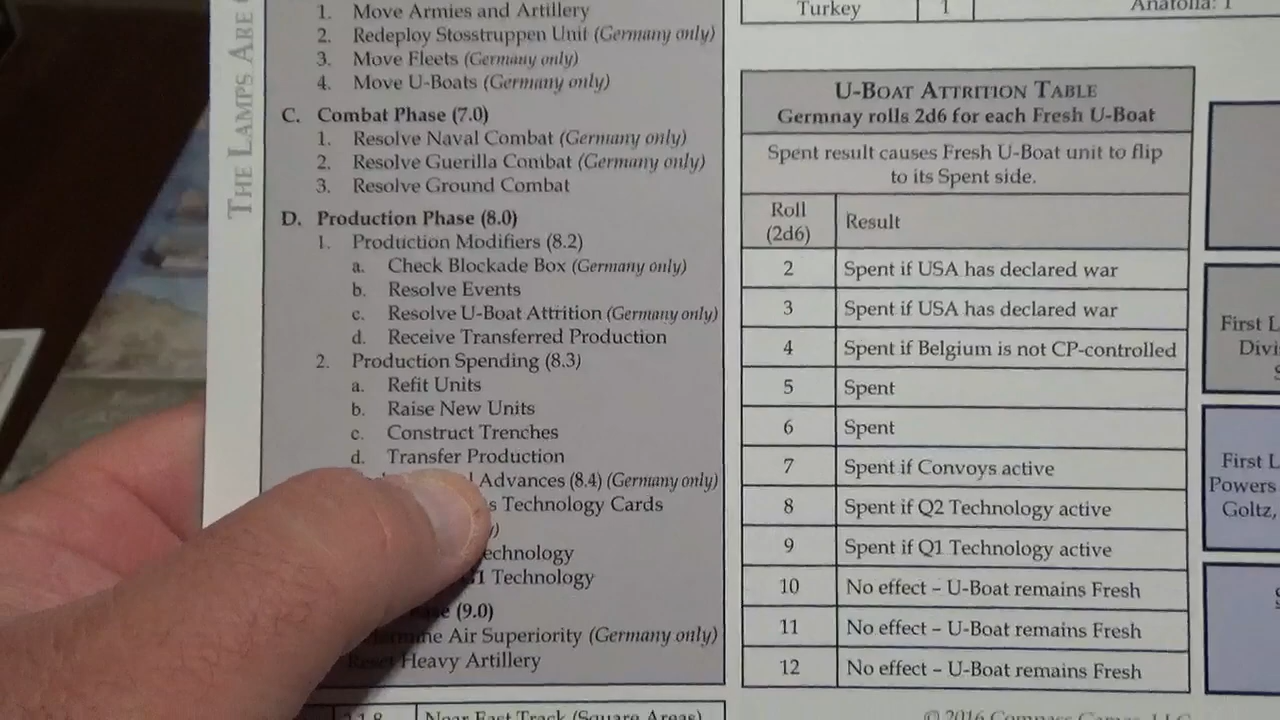 THE LAMPS ARE
1. Move Armies and Artillery
2. Redeploy Stosstruppen Unit (Germany only)
3. Move Fleets (Germany only)
4. Move U-Boats (Germany only)
C. Combat Phase (7.0)
1. Resolve Naval Combat (Germany only)
2. Resolve Guerilla Combat (Germany only)
3. Resolve Ground Combat
D. Production Phase (8.0)
1. Production Modifiers (8.2)
a. Check Blockade Box (Germany only)
b. Resolve Events
c. Resolve U-Boat Attrition (Germany only)
d. Receive Transferred Production
2. Production Spending (8.3)
a. Refit Units
b. Raise New Units
c. Construct Trenches
d. Transfer Production
Advances (8.4) (Germany only)
s Technology Cards
echnology
1 Technology
(9.0)
Air Superiority (Germany only)
Reset Heavy Artillery
Near East Track (Square Areas)
Turkey 1 Anatolia: 1
U-BOAT ATTRITION TABLE
Germnay rolls 2d6 for each Fresh U-Boat
Spent result causes Fresh U-Boat unit to flip
to its Spent side.
Roll
(2d6) Result
2 Spent if USA has declared war
3 Spent if USA has declared war
4 Spent if Belgium is not CP-controlled
5 Spent
6 Spent
7 Spent if Convoys active
8 Spent if Q2 Technology active
9 Spent if Q1 Technology active
10 No effect – U-Boat remains Fresh
11 No effect – U-Boat remains Fresh
12 No effect – U-Boat remains Fresh
© 2016 Compass Games, LLC
First L
Divi
S
First L
Powers
Goltz,
S